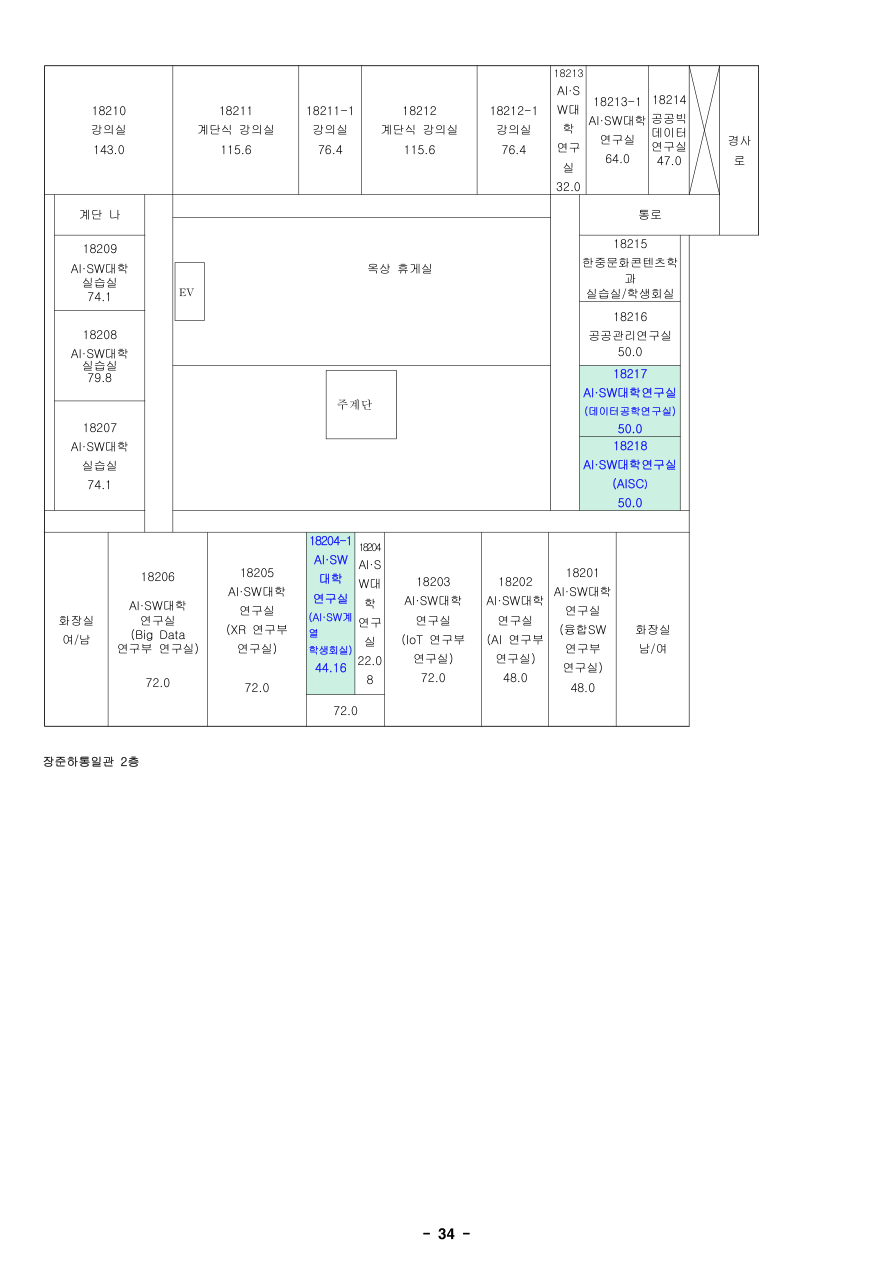 18210
강의실
143.0
18211
계단식 강의실
115.6
18211-1
강의실
76.4
18212
계단식 강의실
115.6
18212-1
강의실
76.4
18213
AI·S
W대
학
연구
실
32.0
18213-1
AI·SW대학
연구실
64.0
18214
공공빅
데이터
연구실
47.0
경사
로
계단 나
통로
18209
AI·SW대학
실습실
74.1
EV
옥상 휴게실
18215
한중문화콘텐츠학
과
실습실/학생회실
18208
AI·SW대학
실습실
79.8
18216
공공관리연구실
50.0
주계단
18217
AI·SW대학연구실
(데이터공학연구실)
50.0
18207
AI·SW대학
실습실
74.1
18218
AI·SW대학연구실
(AISC)
50.0
화장실
여/남
18206
AI·SW대학
연구실
(Big Data
연구부 연구실)
72.0
18205
AI·SW대학
연구실
(XR 연구부
연구실)
72.0
18204-1
AI·SW
대학
연구실
(AI·SW계
열
학생회실)
44.16
18204
AI·S
W대
학
연구
실
22.0
8
72.0
18203
AI·SW대학
연구실
(IoT 연구부
연구실)
72.0
18202
AI·SW대학
연구실
(AI 연구부
연구실)
48.0
18201
AI·SW대학
연구실
(융합SW
연구부
연구실)
48.0
화장실
남/여
장준하통일관 2층
- 34 -